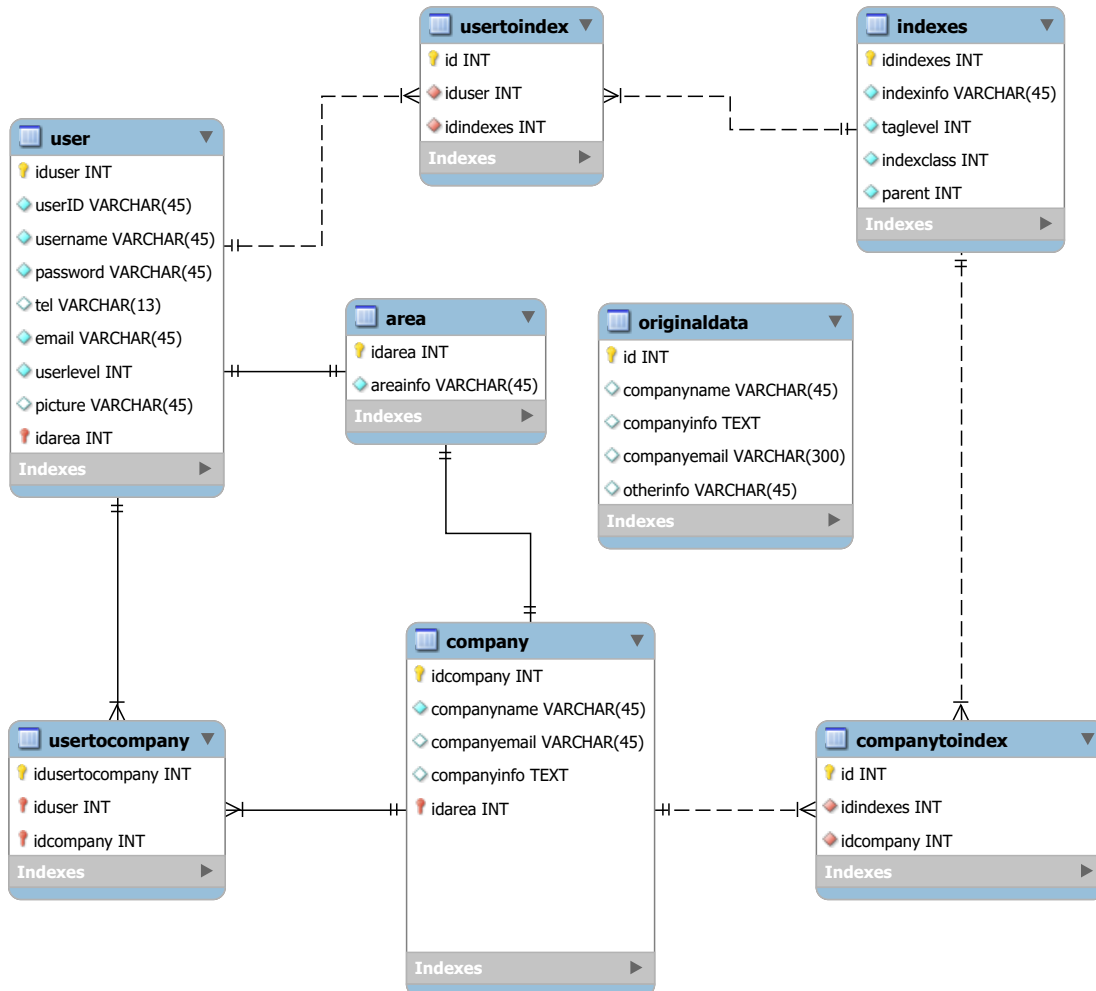 usertoindex
id INT
iduser INT
idindexes INT
Indexes
indexes
idindexes INT
indexinfo VARCHAR(45)
taglevel INT
indexclass INT
parent INT
Indexes
user
iduser INT
userID VARCHAR(45)
username VARCHAR(45)
password VARCHAR(45)
tel VARCHAR(13)
email VARCHAR(45)
userlevel INT
picture VARCHAR(45)
idarea INT
Indexes
area
idarea INT
areainfo VARCHAR(45)
Indexes
originaldata
id INT
companyname VARCHAR(45)
companyinfo TEXT
companyemail VARCHAR(300)
otherinfo VARCHAR(45)
Indexes
company
idcompany INT
companyname VARCHAR(45)
companyemail VARCHAR(45)
companyinfo TEXT
idarea INT
Indexes
usertocompany
idusertocompany INT
iduser INT
idcompany INT
Indexes
companytoindex
id INT
idindexes INT
idcompany INT
Indexes